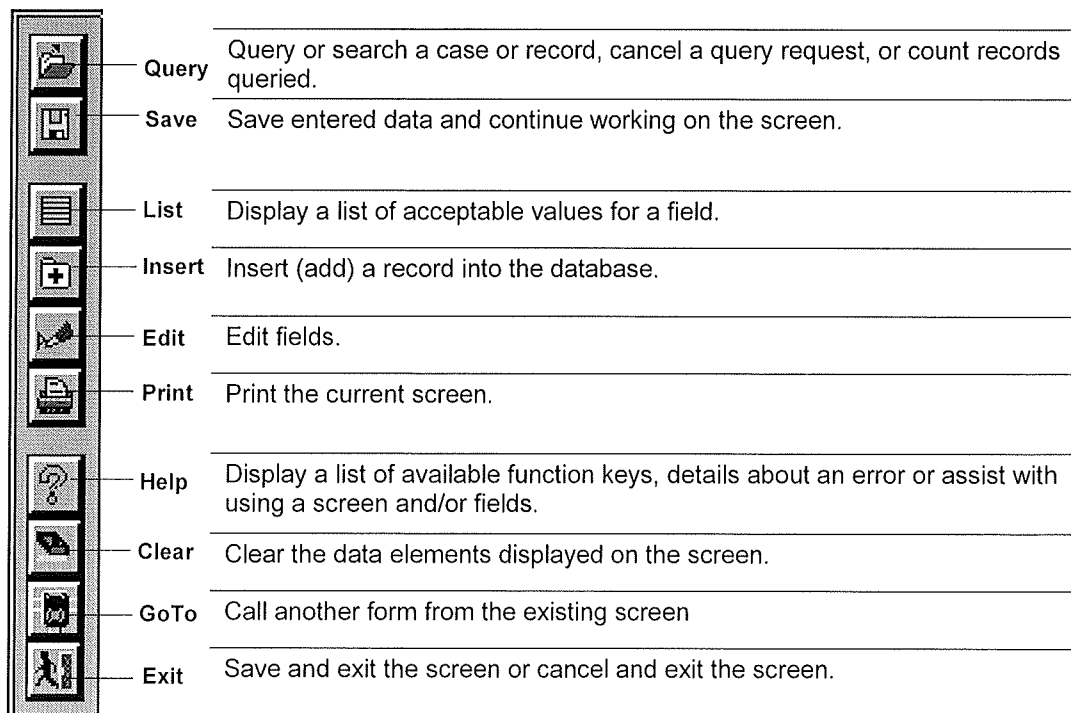 Query Query or search a case or record, cancel a query request, or count records
queried.
Save Save entered data and continue working on the screen.
List Display a list of acceptable values for a field.
Insert Insert (add) a record into the database.
Edit Edit fields.
Print Print the current screen.
Help Display a list of available function keys, details about an error or assist with
using a screen and/or fields.
Clear Clear the data elements displayed on the screen.
GoTo Call another form from the existing screen
Exit Save and exit the screen or cancel and exit the screen.